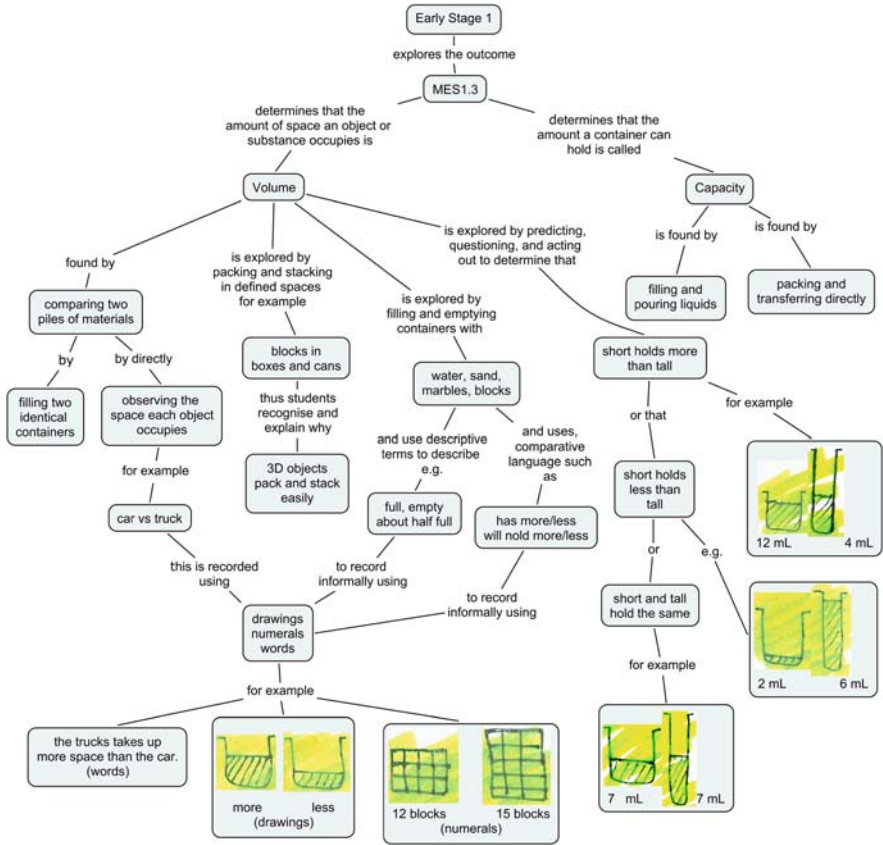 Early Stage 1
explores the outcome
MES1.3
determines that the
amount of space an object or
substance occupies is
determines that the
amount a container can
hold is called
Volume
Capacity
found by
is explored by
packing and stacking
in defined spaces
for example
is explored by
filling and emptying
containers with
is explored by predicting,
questioning, and acting
out to determine that
is found by
is found by
filling and
pouring liquids
packing and
transferring directly
comparing two
piles of materials
by
by directly
filling two
identical
containers
observing the
space each object
occupies
for example
car vs truck
this is recorded
using
blocks in
boxes and cans
thus students
recognise and
explain why
3D objects
pack and stack
easily
water, sand,
marbles, blocks
and use descriptive
terms to describe
e.g.
and uses,
comparative
language such
as
full, empty
about half full
has more/less
will nold more/less
to record
informally using
to record
informally using
short holds more
than tall
or that
for example
12 mL 4 mL
short holds
less than
tall
or
e.g.
2 mL 6 mL
short and tall
hold the same
for example
7 mL 7 mL
drawings
numerals
words
for example
the trucks takes up
more space than the car.
(words)
more less
(drawings)
12 blocks 15 blocks
(numerals)